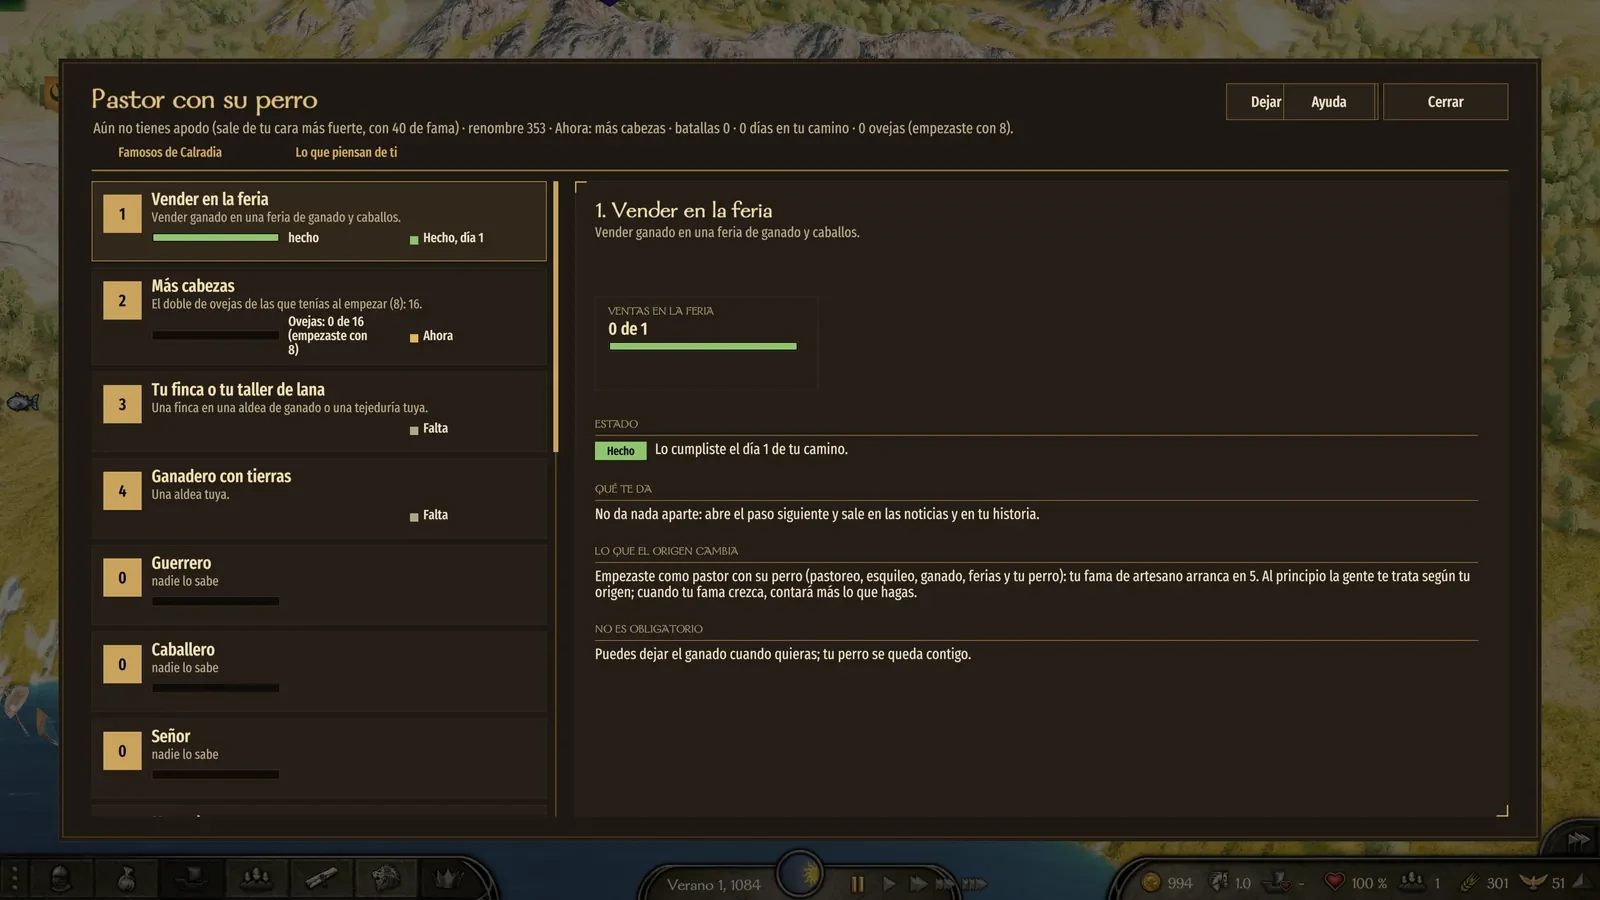 Pastor con su perro
Aún no tienes apodo (sale de tu cara más fuerte, con 40 de fama) · renombre 353 · Ahora: más cabezas · batallas 0 · 0 días en tu camino · 0 ovejas (empezaste con 8).
Famosos de Calradia
Lo que piensan de ti
Dejar
Ayuda
Cerrar
1
Vender en la feria
Vender ganado en una feria de ganado y caballos.
hecho
Hecho, día 1
2
Más cabezas
El doble de ovejas de las que tenías al empezar (8): 16.
Ovejas: 0 de 16
(empezaste con
8)
Ahora
3
Tu finca o tu taller de lana
Una finca en una aldea de ganado o una tejeduría tuya.
Falta
4
Ganadero con tierras
Una aldea tuya.
Falta
0
Guerrero
nadie lo sabe
0
Caballero
nadie lo sabe
0
Señor
nadie lo sabe
1. Vender en la feria
Vender ganado en una feria de ganado y caballos.
VENTAS EN LA FERIA
0 de 1
ESTADO
Hecho
Lo cumpliste el día 1 de tu camino.
QUÉ TE DA
No da nada aparte: abre el paso siguiente y sale en las noticias y en tu historia.
LO QUE EL ORIGEN CAMBIA
Empezaste como pastor con su perro (pastoreo, esquileo, ganado, ferias y tu perro): tu fama de artesano arranca en 5. Al principio la gente te trata según tu
origen; cuando tu fama crezca, contará más lo que hagas.
NO ES OBLIGATORIO
Puedes dejar el ganado cuando quieras; tu perro se queda contigo.
Verano 1, 1084
994
1.0
-
100 %
1
301
51